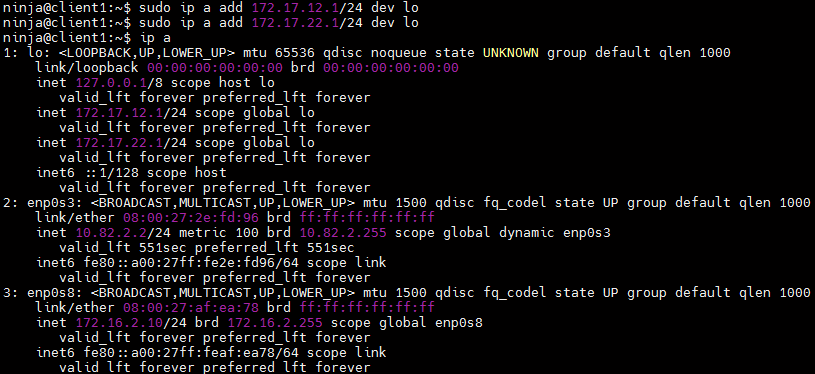 ninja@client1:~$ sudo ip a add 172.17.12.1/24 dev lo
ninja@client1:~$ sudo ip a add 172.17.22.1/24 dev lo
ninja@client1:~$ ip a
1: lo: <LOOPBACK,UP,LOWER_UP> mtu 65536 qdisc noqueue state UNKNOWN group default qlen 1000
    link/loopback 00:00:00:00:00:00 brd 00:00:00:00:00:00
    inet 127.0.0.1/8 scope host lo
       valid_lft forever preferred_lft forever
    inet 172.17.12.1/24 scope global lo
       valid_lft forever preferred_lft forever
    inet 172.17.22.1/24 scope global lo
       valid_lft forever preferred_lft forever
    inet6 ::1/128 scope host
       valid_lft forever preferred_lft forever
2: enp0s3: <BROADCAST,MULTICAST,UP,LOWER_UP> mtu 1500 qdisc fq_codel state UP group default qlen 1000
    link/ether 08:00:27:2e:fd:96 brd ff:ff:ff:ff:ff:ff
    inet 10.82.2.2/24 metric 100 brd 10.82.2.255 scope global dynamic enp0s3
       valid_lft 551sec preferred_lft 551sec
    inet6 fe80::a00:27ff:fe2e:fd96/64 scope link
       valid_lft forever preferred_lft forever
3: enp0s8: <BROADCAST,MULTICAST,UP,LOWER_UP> mtu 1500 qdisc fq_codel state UP group default qlen 1000
    link/ether 08:00:27:af:ea:78 brd ff:ff:ff:ff:ff:ff
    inet 172.16.2.10/24 brd 172.16.2.255 scope global enp0s8
       valid_lft forever preferred_lft forever
    inet6 fe80::a00:27ff:feaf:ea78/64 scope link
       valid_lft forever preferred_lft forever